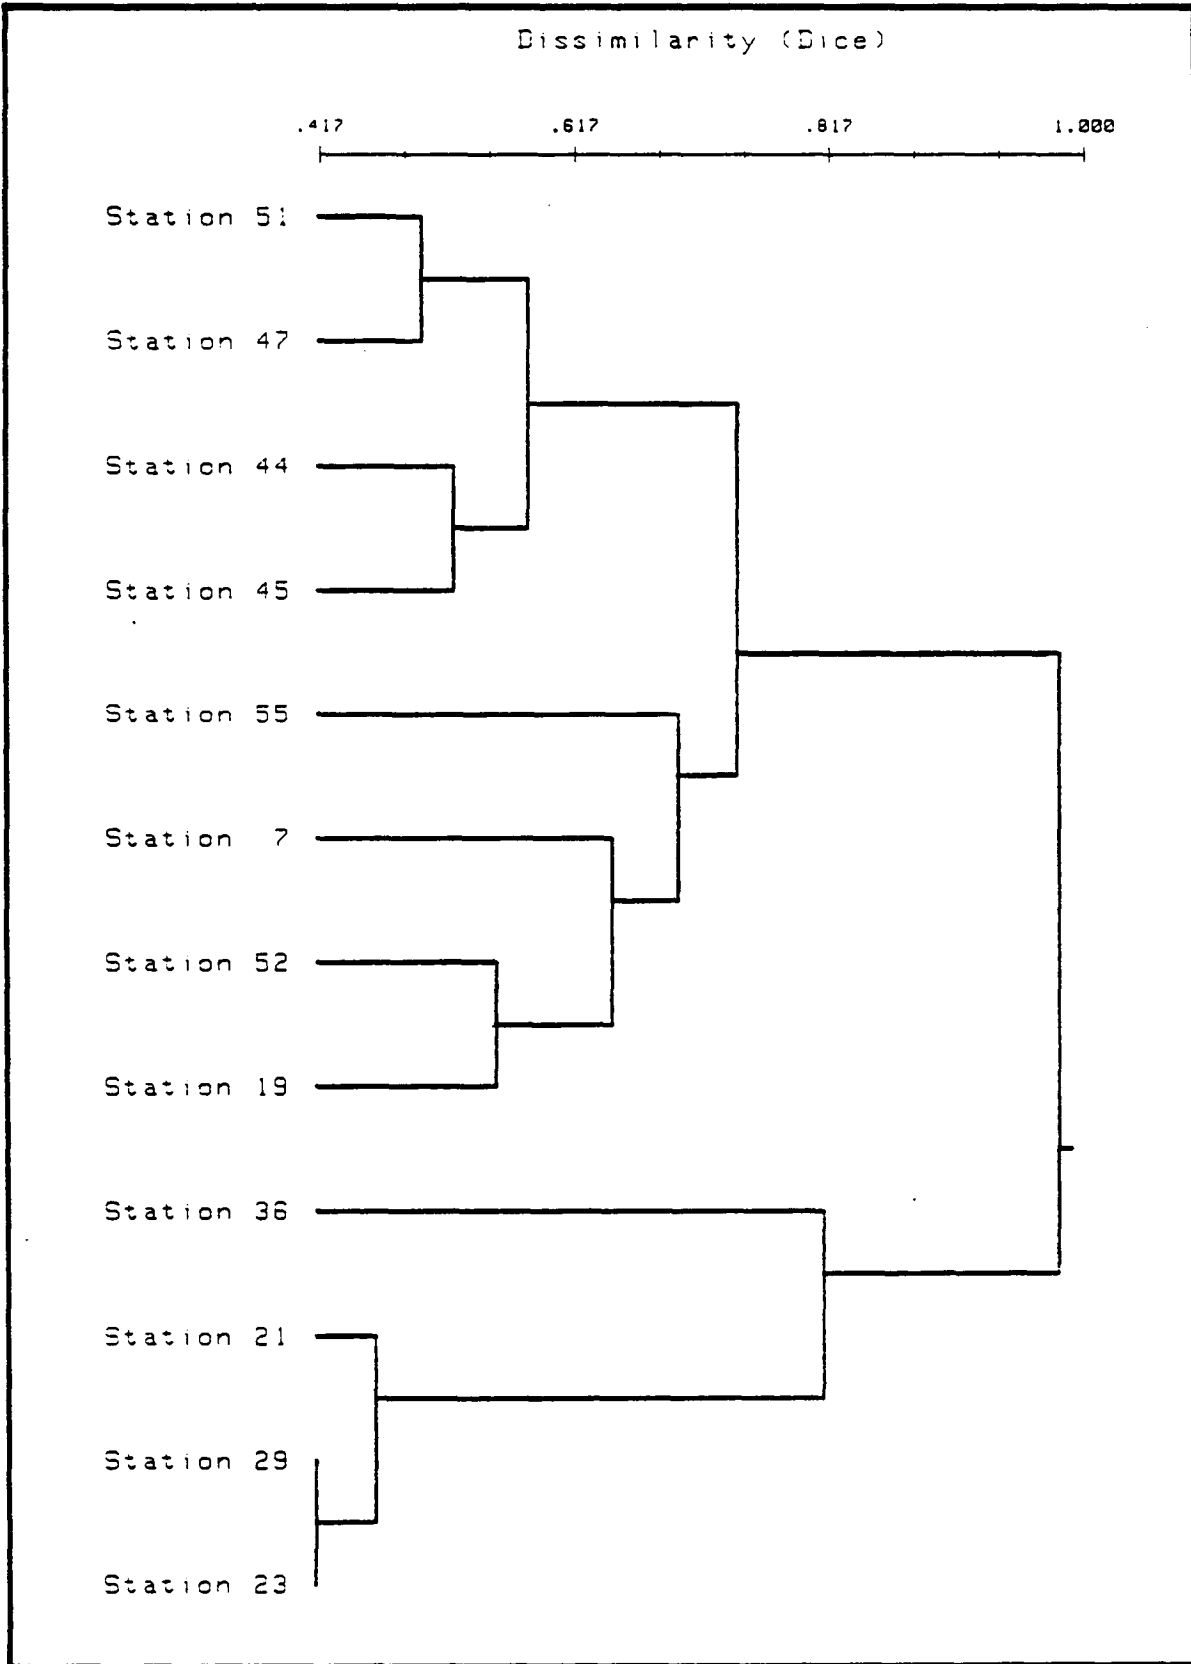 Dissimilarity (Dice)
.417 .617 .817 1.000
Station 51
Station 47
Station 44
Station 45
Station 55
Station 7
Station 52
Station 19
Station 36
Station 21
Station 29
Station 23